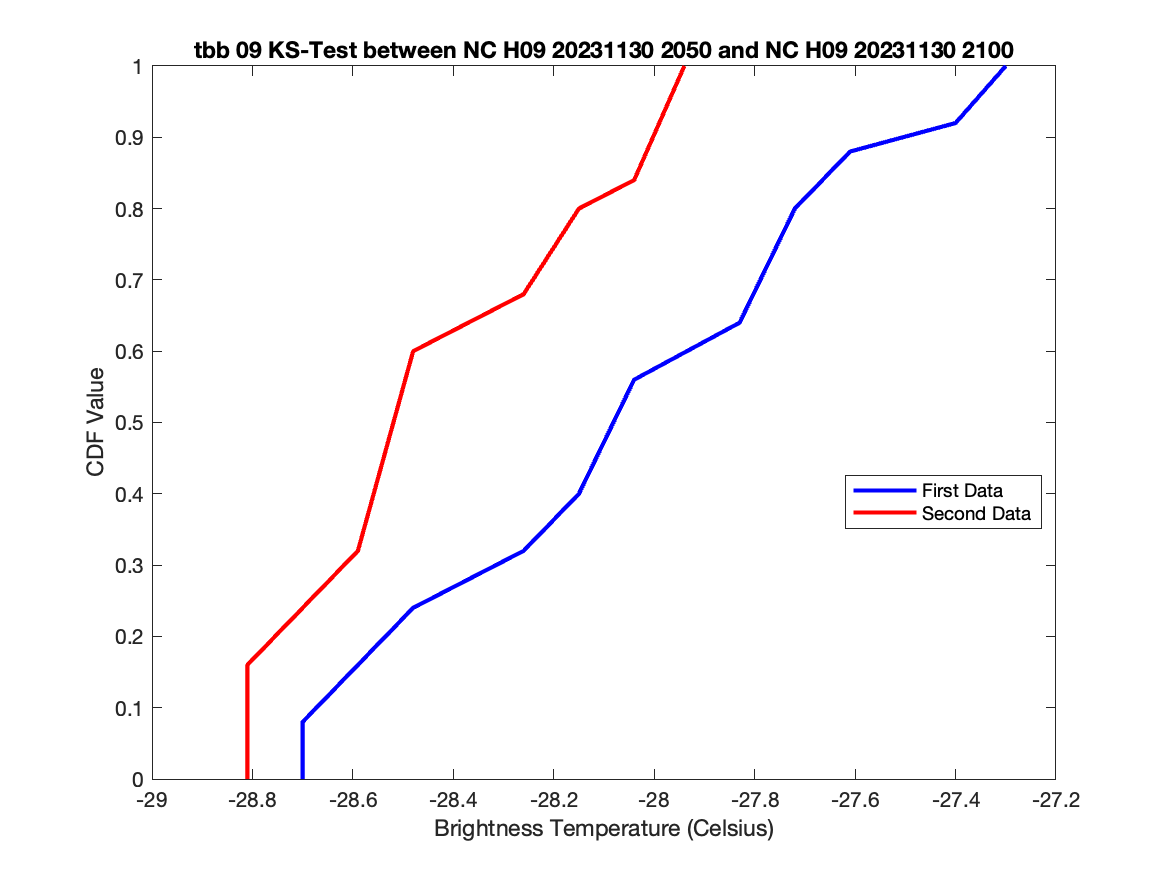 tbb 09 KS-Test between NC H09 20231130 2050 and NC H09 20231130 2100
1
0.9
0.8
0.7
0.6
0.5
0.4
0.3
0.2
0.1
0
CDF Value
First Data
Second Data
-29 -28.8 -28.6 -28.4 -28.2 -28 -27.8 -27.6 -27.4 -27.2
Brightness Temperature (Celsius)